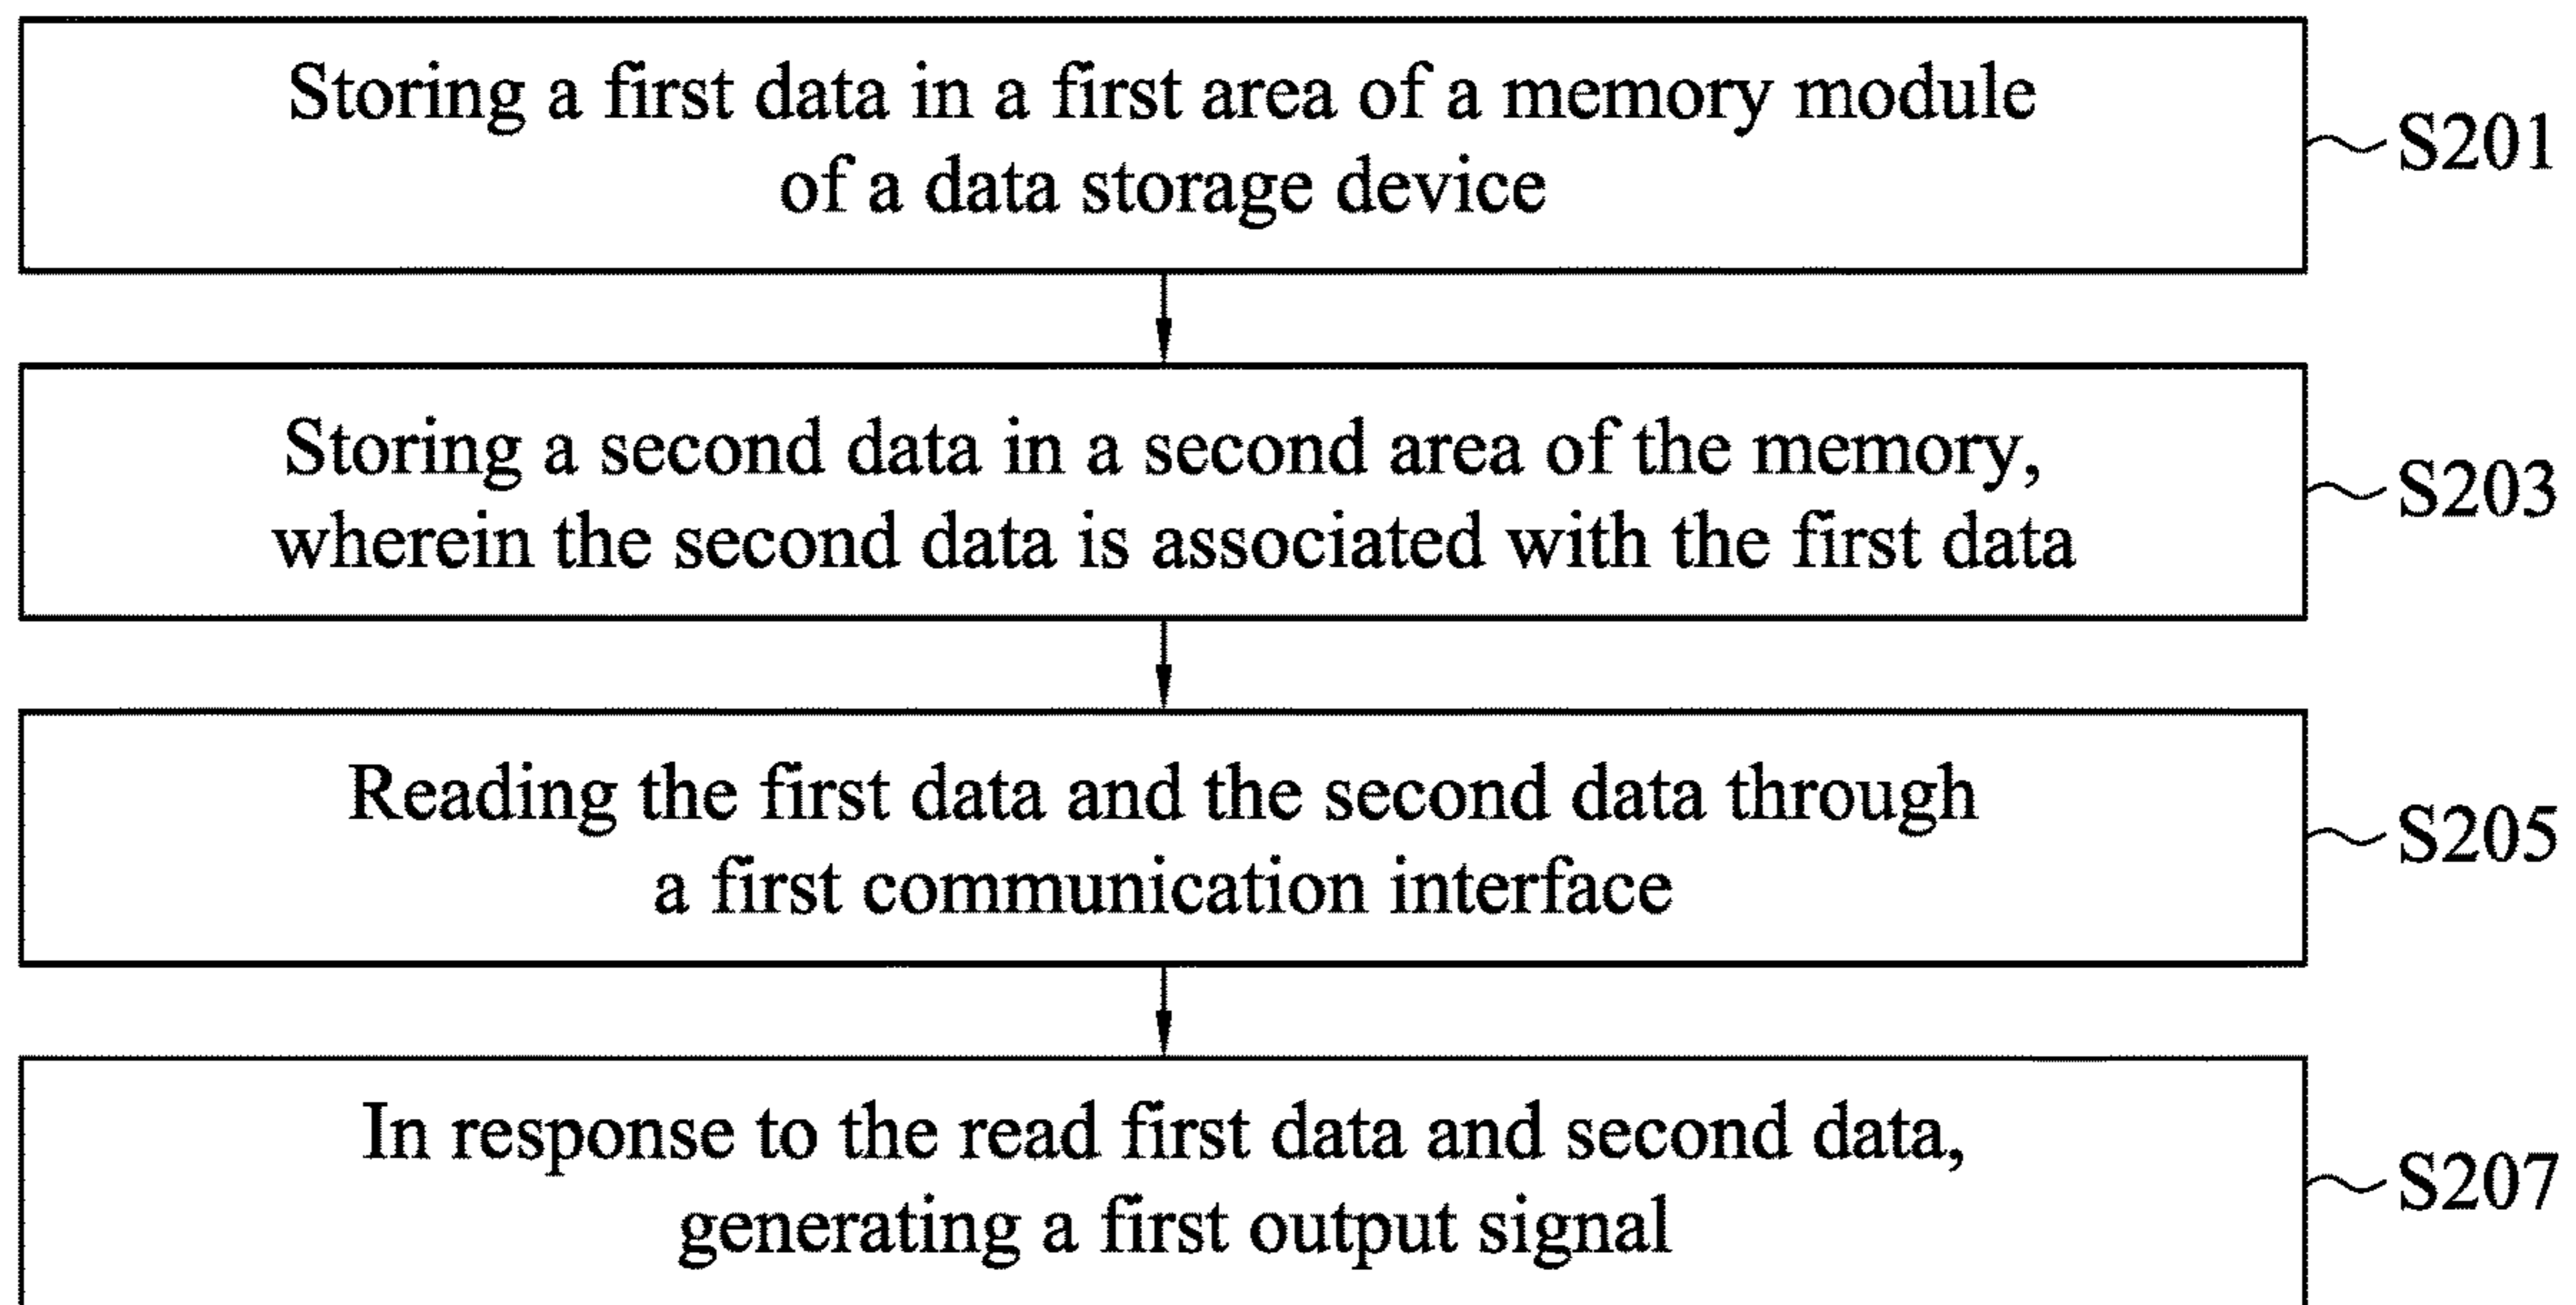 Storing a first data in a first area of a memory module
of a data storage device
S201
Storing a second data in a second area of the memory,
wherein the second data is associated with the first data
S203
Reading the first data and the second data through
a first communication interface
S205
In response to the read first data and second data,
generating a first output signal
S207